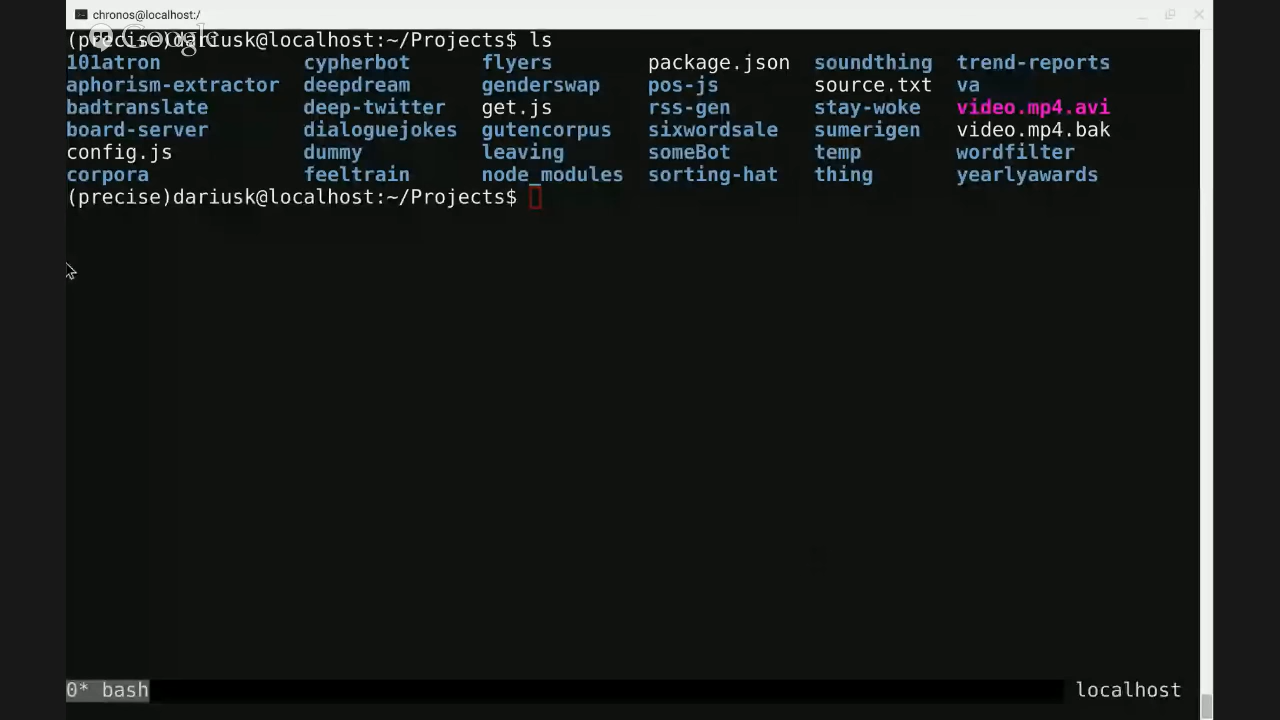 chronos@localhost:/
Google
(precise)dariusk@localhost:~/Projects$ ls
101atron cypherbot flyers package.json soundthing trend-reports
aphorism-extractor deepdream genderswap pos-js source.txt va
badtranslate deep-twitter get.js rss-gen stay-woke video.mp4.avi
board-server dialoguejokes gutencorpus sixwordsale sumerigen video.mp4.bak
config.js dummy leaving someBot temp wordfilter
corpora feeltrain node_modules sorting-hat thing yearlyawards
(precise)dariusk@localhost:~/Projects$
0* bash localhost